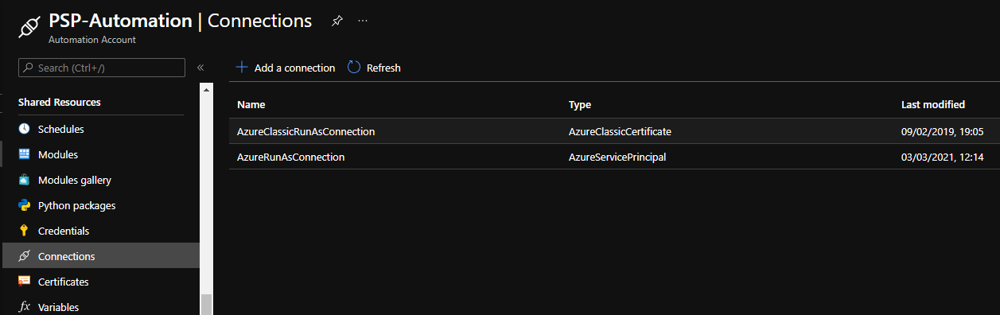 PSP-Automation | Connections ...
Automation Account
Search (Ctrl+/) «
Shared Resources
Schedules
Modules
Modules gallery
Python packages
Credentials
Connections
Certificates
fx Variables
+ Add a connection Refresh
Name Type Last modified
AzureClassicRunAsConnection AzureClassicCertificate 09/02/2019, 19:05
AzureRunAsConnection AzureServicePrincipal 03/03/2021, 12:14